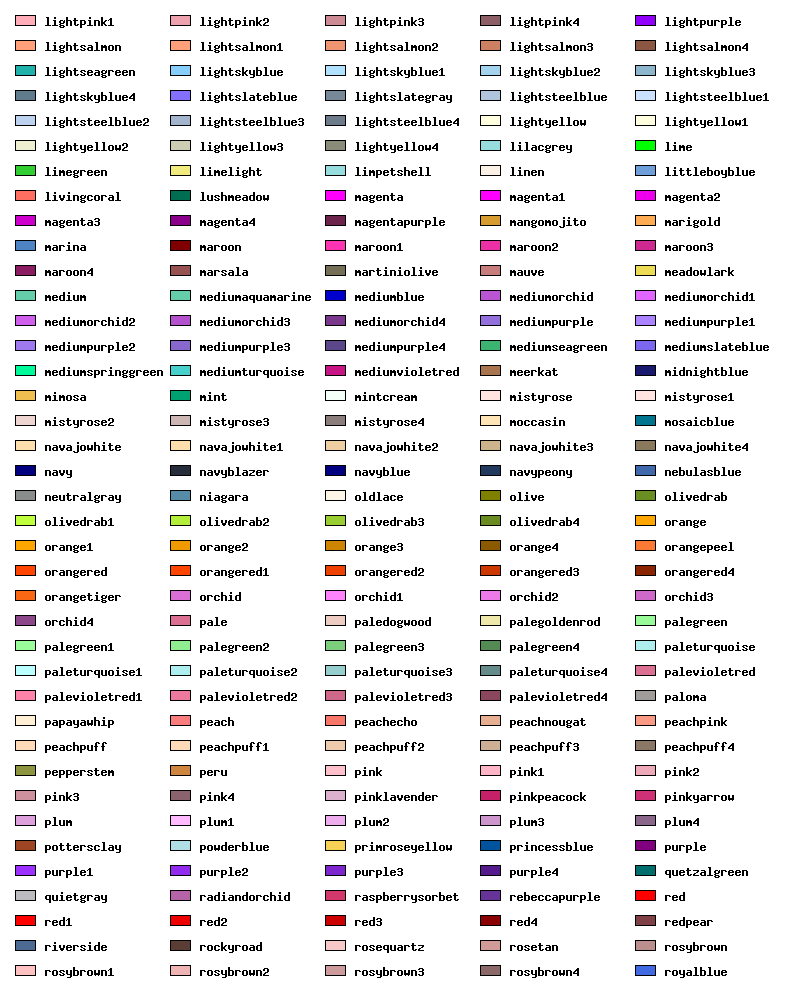 lightpink1 lightpink2 lightpink3 lightpink4 lightpurple
lightsalmon lightsalmon1 lightsalmon2 lightsalmon3 lightsalmon4
lightseagreen lightskyblue lightskyblue1 lightskyblue2 lightskyblue3
lightskyblue4 lightslateblue lightslategray lightsteelblue lightsteelblue1
lightsteelblue2 lightsteelblue3 lightsteelblue4 lightyellow lightyellow1
lightyellow2 lightyellow3 lightyellow4 lilacgrey lime
limegreen limelight limpetshell linen littleboyblue
livingcoral lushmeadow magenta magenta1 magenta2
magenta3 magenta4 magentapurple mangomojito marigold
marina maroon maroon1 maroon2 maroon3
maroon4 marsala martiniolive mauve meadowlark
medium mediumaquamarine mediumblue mediumorchid mediumorchid1
mediumorchid2 mediumorchid3 mediumorchid4 mediumpurple mediumpurple1
mediumpurple2 mediumpurple3 mediumpurple4 mediumseagreen mediumslateblue
mediumspringgreen mediumturquoise mediumvioletred meerkat midnightblue
mimosa mint mintcream mistyrose mistyrose1
mistyrose2 mistyrose3 mistyrose4 moccasin mosaicblue
navajowhite navajowhite1 navajowhite2 navajowhite3 navajowhite4
navy navyblazer navyblue navypeony nebulasblue
neutralgray niagara oldlace olive olivedrab
olivedrab1 olivedrab2 olivedrab3 olivedrab4 orange
orange1 orange2 orange3 orange4 orangepeel
orangered orangered1 orangered2 orangered3 orangered4
orangetiger orchid orchid1 orchid2 orchid3
orchid4 pale paledogwood palegoldenrod palegreen
palegreen1 palegreen2 palegreen3 palegreen4 paleturquoise
paleturquoise1 paleturquoise2 paleturquoise3 paleturquoise4 palevioletred
palevioletred1 palevioletred2 palevioletred3 palevioletred4 paloma
papayawhip peach peachecho peachnougat peachpink
peachpuff peachpuff1 peachpuff2 peachpuff3 peachpuff4
pepperstem peru pink pink1 pink2
pink3 pink4 pinklavender pinkpeacock pinkyarrow
plum plum1 plum2 plum3 plum4
pottersclay powderblue primroseyellow princessblue purple
purple1 purple2 purple3 purple4 quetzalgreen
quietgray radiandorchid raspberrysorbet rebeccapurple red
red1 red2 red3 red4 redpear
riverside rockyroad rosequartz rosetan rosybrown
rosybrown1 rosybrown2 rosybrown3 rosybrown4 royalblue